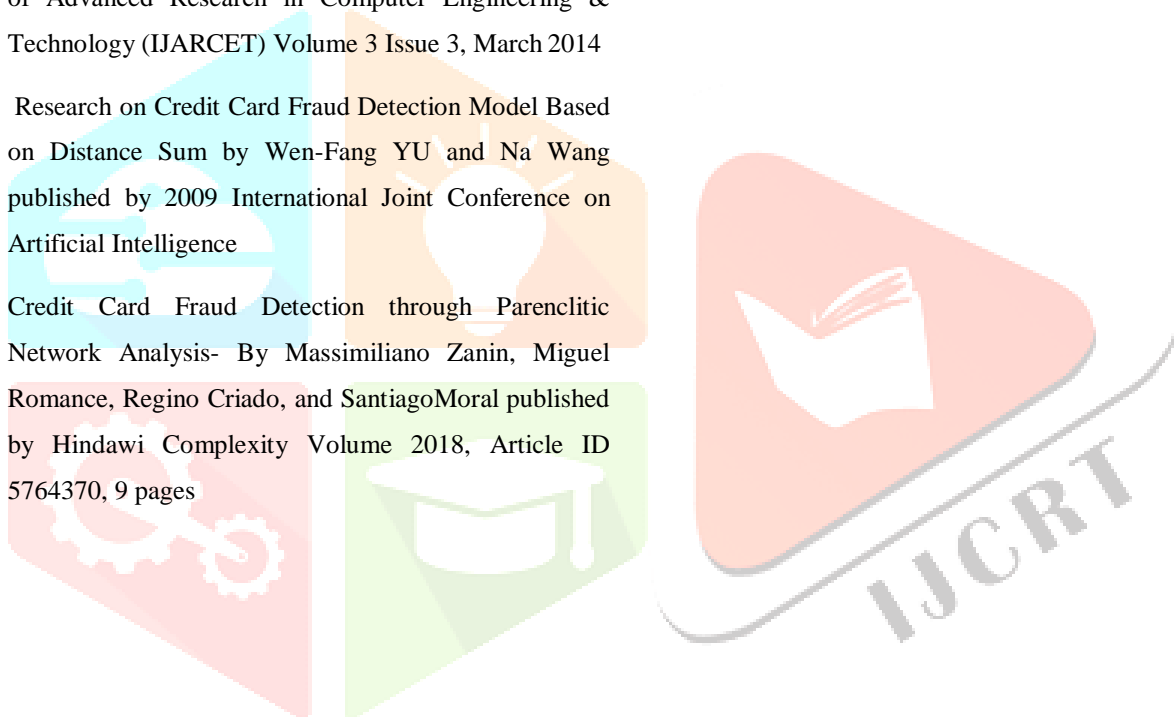 of Advanced Research in Computer Engineering &
Technology (IJARCET) Volume 3 Issue 3, March 2014
Research on Credit Card Fraud Detection Model Based
on Distance Sum by Wen-Fang YU and Na Wang
published by 2009 International Joint Conference on
Artificial Intelligence
Credit Card Fraud Detection through Parenclitic
Network Analysis- By Massimiliano Zanin, Miguel
Romance, Regino Criado, and SantiagoMoral published
by Hindawi Complexity Volume 2018, Article ID
5764370, 9 pages
IJCRT